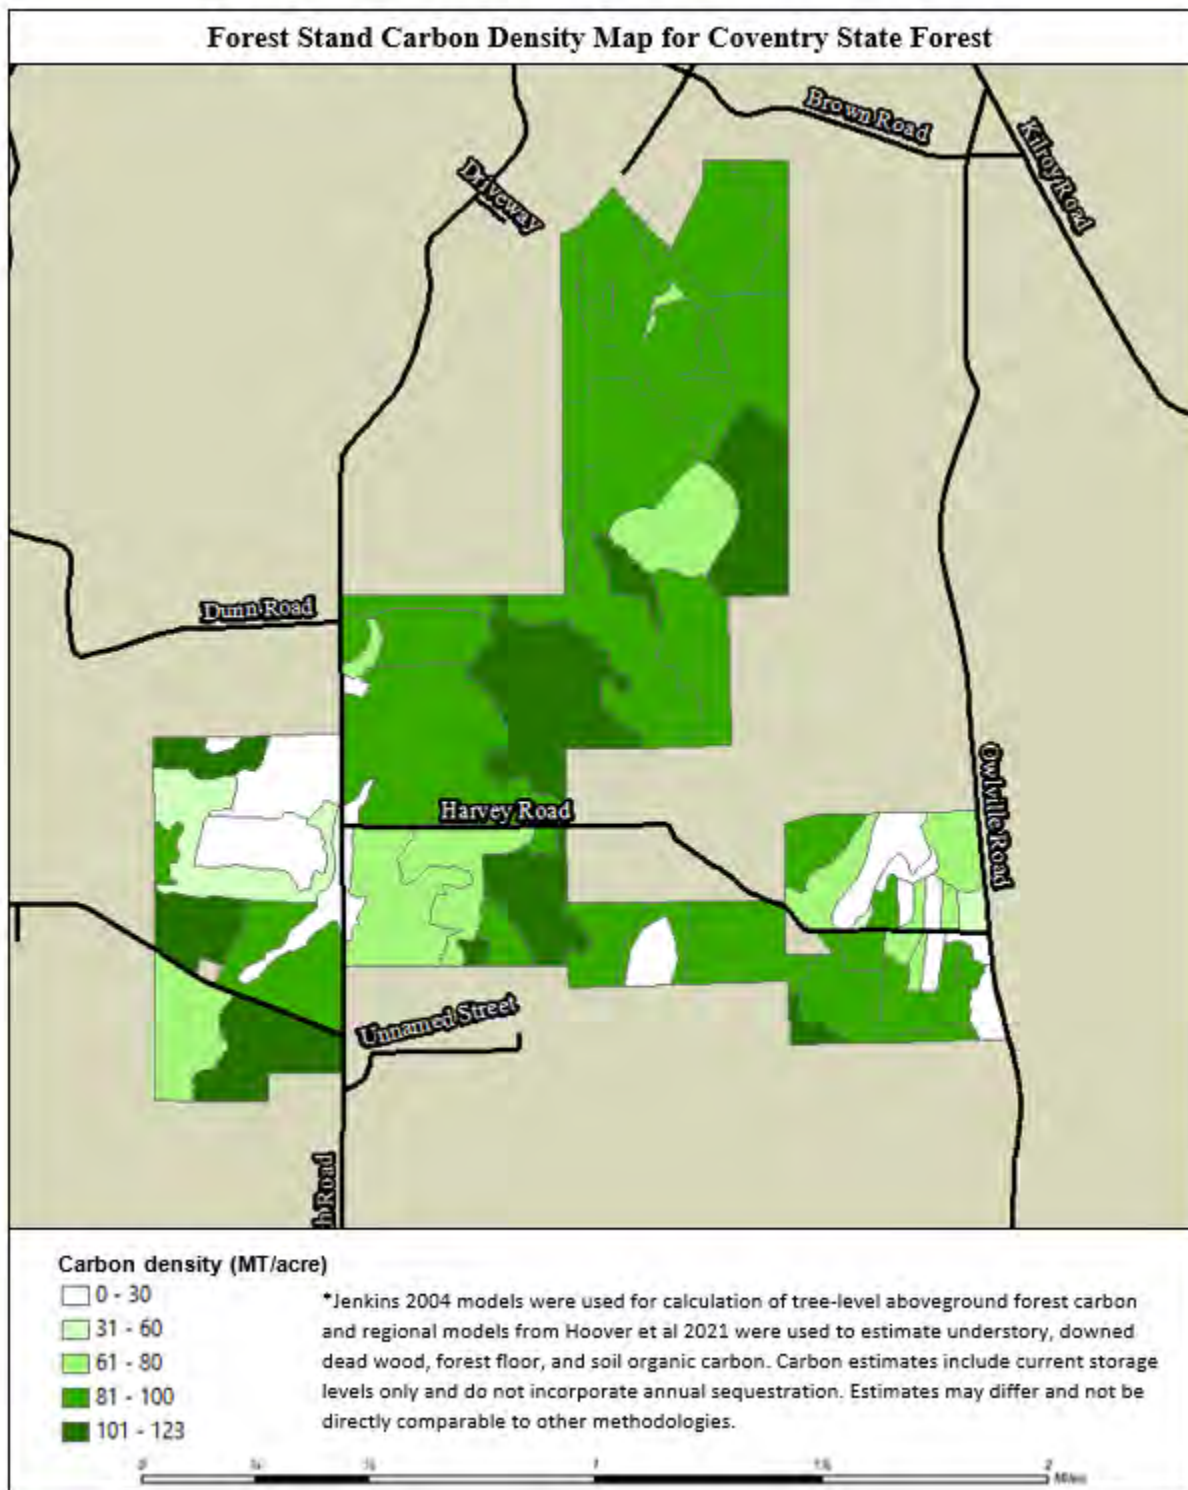 Forest Stand Carbon Density Map for Coventry State Forest
Brown Road
Kilroy Road
Driveway
Dunn Road
Owlville Road
Harvey Road
Unnamed Street
h Road
Carbon density (MT/acre)
0 - 30
31 - 60
61 - 80
81 - 100
101 - 123
*Jenkins 2004 models were used for calculation of tree-level aboveground forest carbon
and regional models from Hoover et al 2021 were used to estimate understory, downed
dead wood, forest floor, and soil organic carbon. Carbon estimates include current storage
levels only and do not incorporate annual sequestration. Estimates may differ and not be
directly comparable to other methodologies.
0 1 2 Miles